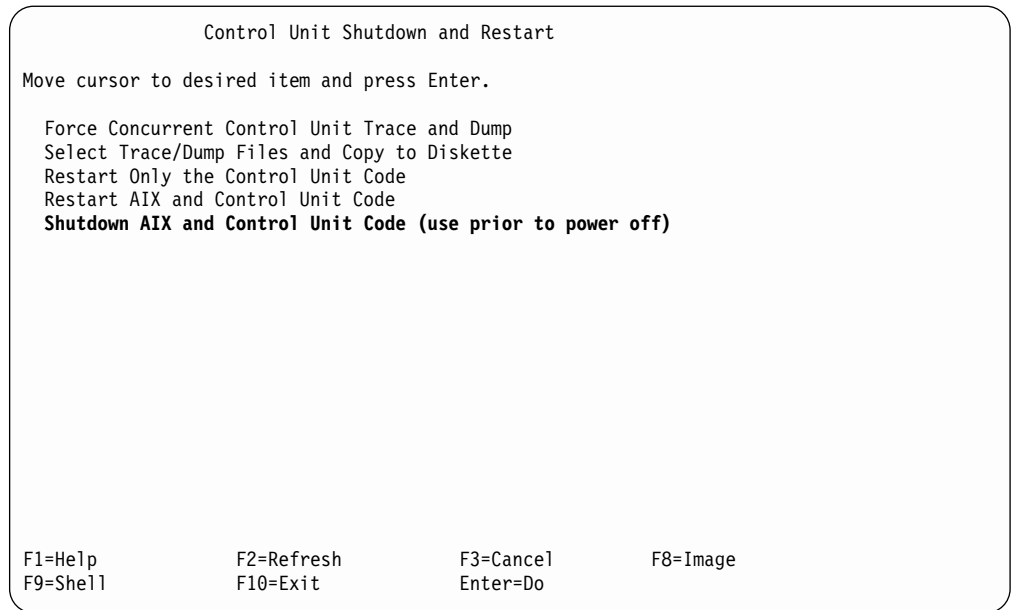 Control Unit Shutdown and Restart
Move cursor to desired item and press Enter.
Force Concurrent Control Unit Trace and Dump
Select Trace/Dump Files and Copy to Diskette
Restart Only the Control Unit Code
Restart AIX and Control Unit Code
Shutdown AIX and Control Unit Code (use prior to power off)
F1=Help F2=Refresh F3=Cancel F8=Image
F9=Shell F10=Exit Enter=Do